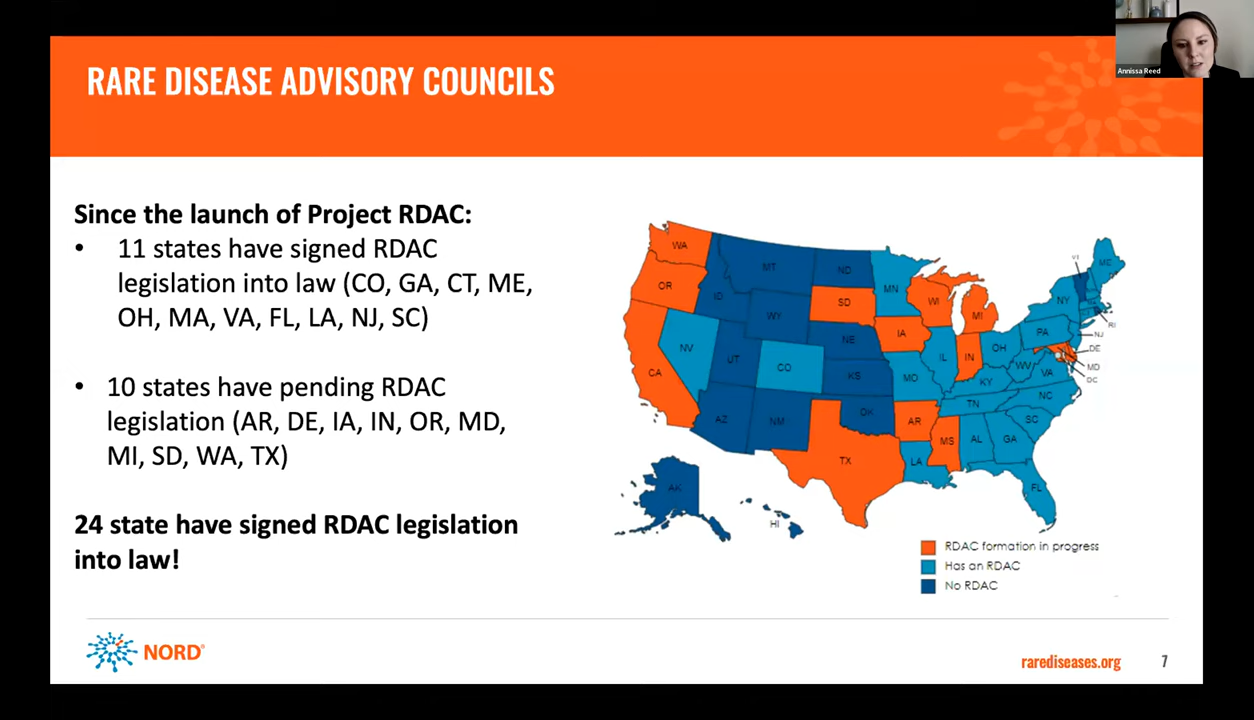 Annissa Reed
RARE DISEASE ADVISORY COUNCILS
Since the launch of Project RDAC:
• 11 states have signed RDAC
legislation into law (CO, GA, CT, ME,
OH, MA, VA, FL, LA, NJ, SC)
• 10 states have pending RDAC
legislation (AR, DE, IA, IN, OR, MD,
MI, SD, WA, TX)
24 state have signed RDAC legislation
into law!
WA
MT
ND
MN
OR
ID
SD
WI
MI
WY
IA
NE
NV
UT
CO
IL
IN
OH
PA
NY
VT
ME
RI
NJ
DE
MD
DC
CA
KS
MO
KY
WV
VA
AZ
NM
OK
AR
TN
NC
SC
MS
AL
GA
TX
LA
FL
AK
HI
RDAC formation in progress
Has an RDAC
No RDAC
NORD®
rarediseases.org
7